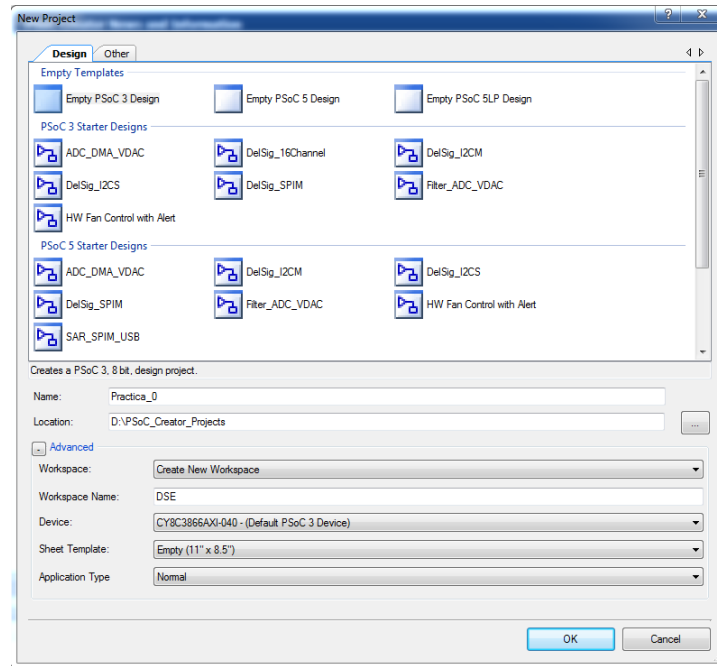 New Project
Design Other
Empty Templates
Empty PSoC 3 Design Empty PSoC 5 Design Empty PSoC 5LP Design
PSoC 3 Starter Designs
ADC_DMA_VDAC DelSig_16Channel DelSig_I2CM
DelSig_I2CS DelSig_SPIM Filter_ADC_VDAC
HW Fan Control with Alert
PSoC 5 Starter Designs
ADC_DMA_VDAC DelSig_I2CM DelSig_I2CS
DelSig_SPIM Filter_ADC_VDAC HW Fan Control with Alert
SAR_SPIM_USB
Creates a PSoC 3, 8 bit, design project.
Name: Practica_0
Location: D:\PSoC_Creator_Projects ...
Advanced
Workspace: Create New Workspace
Workspace Name: DSE
Device: CY8C3866AXI-040 - (Default PSoC 3 Device)
Sheet Template: Empty (11" x 8.5")
Application Type Normal
OK Cancel